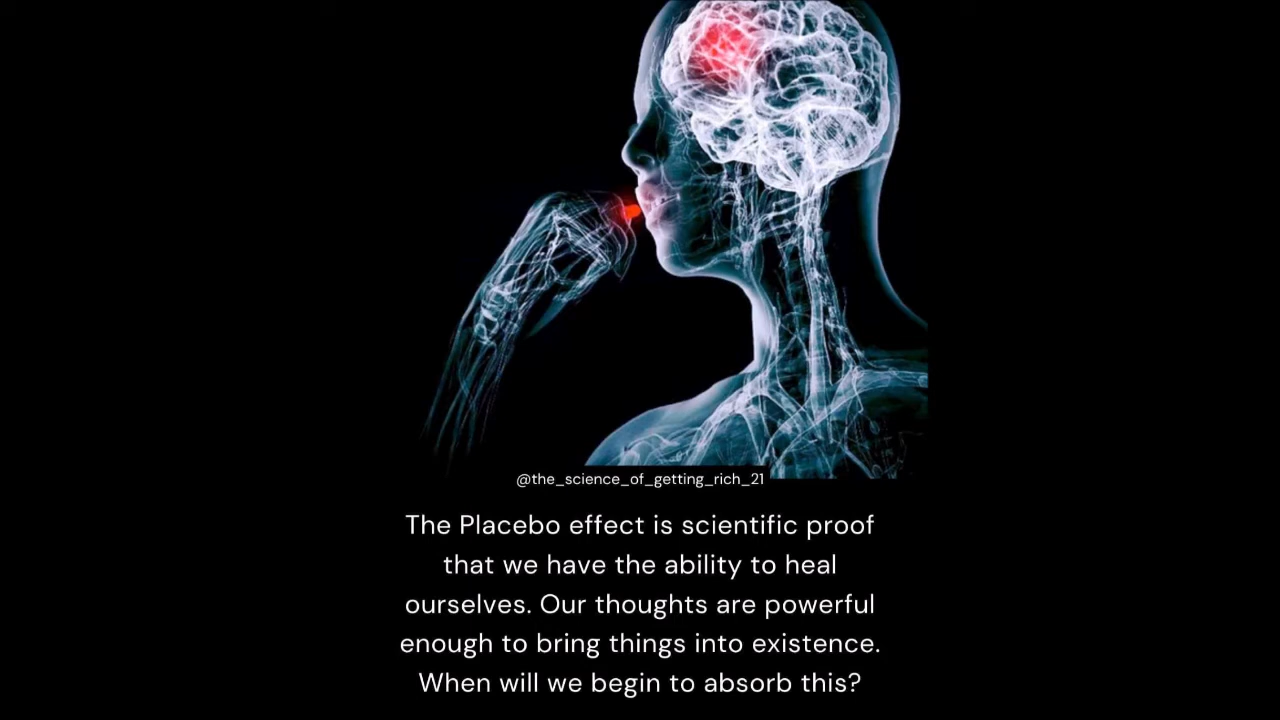 @the_science_of_getting_rich_21
The Placebo effect is scientific proof
that we have the ability to heal
ourselves. Our thoughts are powerful
enough to bring things into existence.
When will we begin to absorb this?